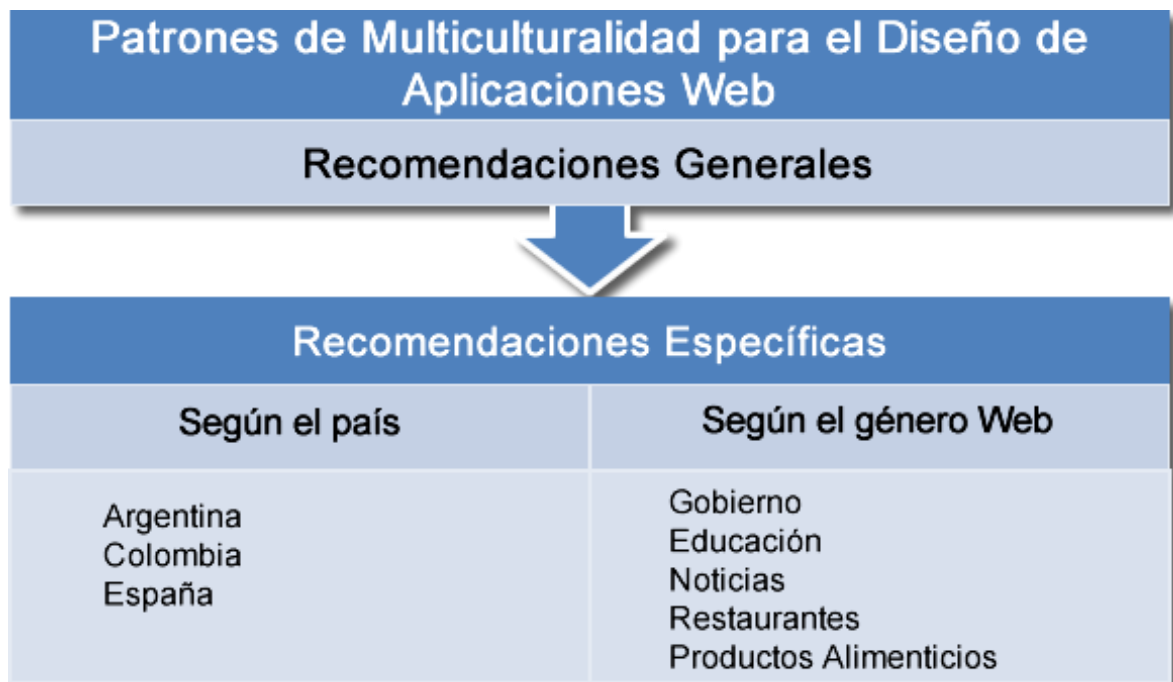 Patrones de Multiculturalidad para el Diseño de
Aplicaciones Web
Recomendaciones Generales
Recomendaciones Específicas
Según el país
Según el género Web
Argentina
Colombia
España
Gobierno
Educación
Noticias
Restaurantes
Productos Alimenticios